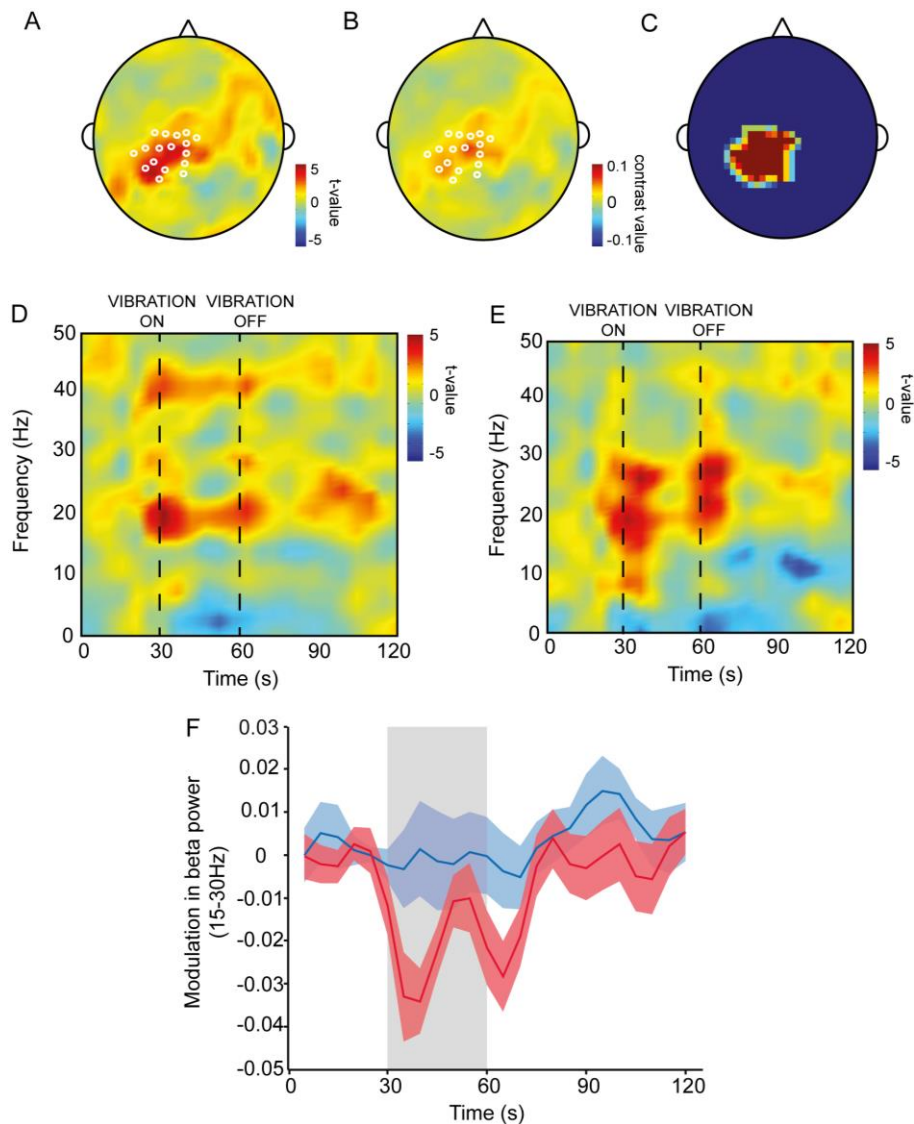 A
B
C
5
0
-5
t-value
0.1
0
-0.1
contrast value
D
VIBRATION ON
VIBRATION OFF
50
40
30
20
10
0
Frequency (Hz)
0
30
60
90
120
Time (s)
5
0
-5
t-value
E
VIBRATION ON
VIBRATION OFF
50
40
30
20
10
0
Frequency (Hz)
0
30
60
90
120
Time (s)
5
0
-5
t-value
F
0.03
0.02
0.01
0
-0.01
-0.02
-0.03
-0.04
-0.05
Modulation in beta power
(15-30Hz)
0
30
60
90
120
Time (s)